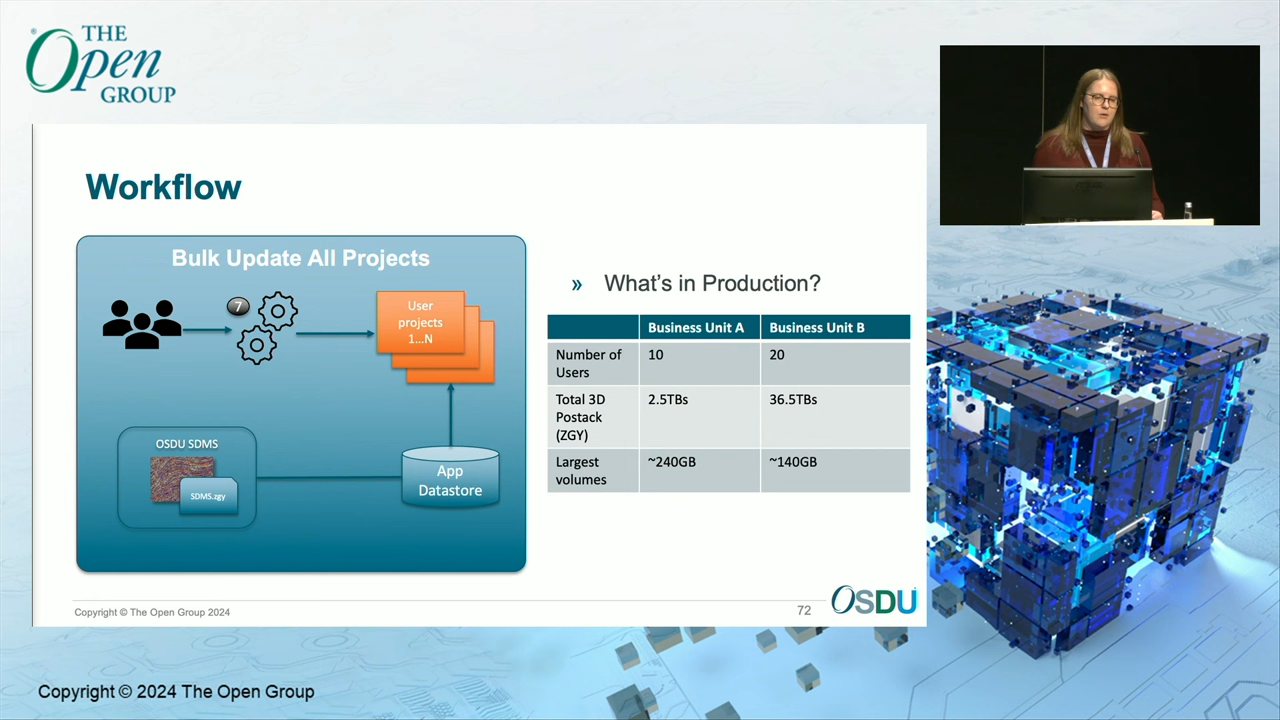 THE
Open
GROUP
Workflow
Bulk Update All Projects
7
User
projects
1...N
OSDU SDMS
SDMS.zgy
App
Datastore
» What's in Production?
Business Unit A Business Unit B
Number of
Users
10 20
Total 3D
Postack
(ZGY)
2.5TBs 36.5TBs
Largest
volumes
~240GB ~140GB
Copyright © The Open Group 2024
72
OSDU
Copyright © 2024 The Open Group